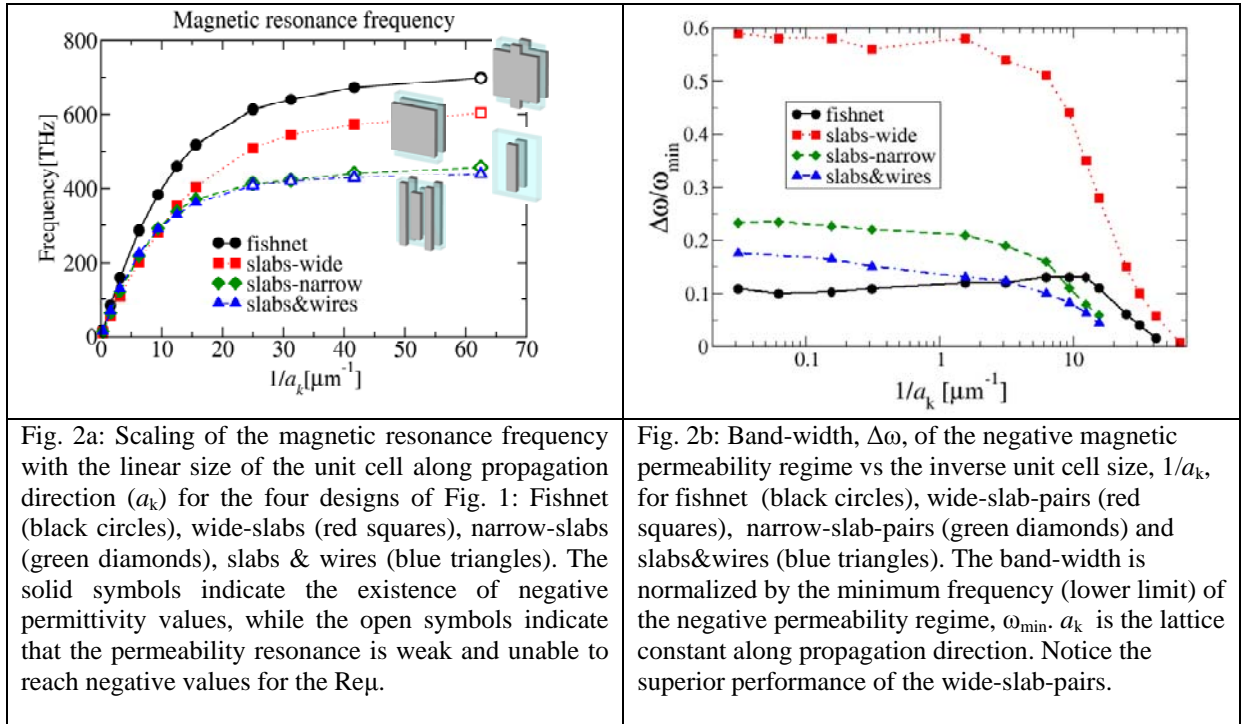 Magnetic resonance frequency
800
600
400
200
0
Frequency[THz]
fishnet
slabs-wide
slabs-narrow
slabs&wires
0 10 20 30 40 50 60 70
1/ak[μm-1]
0.6
0.5
0.4
0.3
0.2
0.1
0
Δω/ωmin
fishnet
slabs-wide
slabs-narrow
slabs&wires
0.1 1 10
1/ak [μm-1]
Fig. 2a: Scaling of the magnetic resonance frequency
with the linear size of the unit cell along propagation
direction (ak) for the four designs of Fig. 1: Fishnet
(black circles), wide-slabs (red squares), narrow-slabs
(green diamonds), slabs & wires (blue triangles). The
solid symbols indicate the existence of negative
permittivity values, while the open symbols indicate
that the permeability resonance is weak and unable to
reach negative values for the Reμ.
Fig. 2b: Band-width, Δω, of the negative magnetic
permeability regime vs the inverse unit cell size, 1/ak,
for fishnet (black circles), wide-slab-pairs (red
squares), narrow-slab-pairs (green diamonds) and
slabs&wires (blue triangles). The band-width is
normalized by the minimum frequency (lower limit) of
the negative permeability regime, ωmin. ak is the lattice
constant along propagation direction. Notice the
superior performance of the wide-slab-pairs.